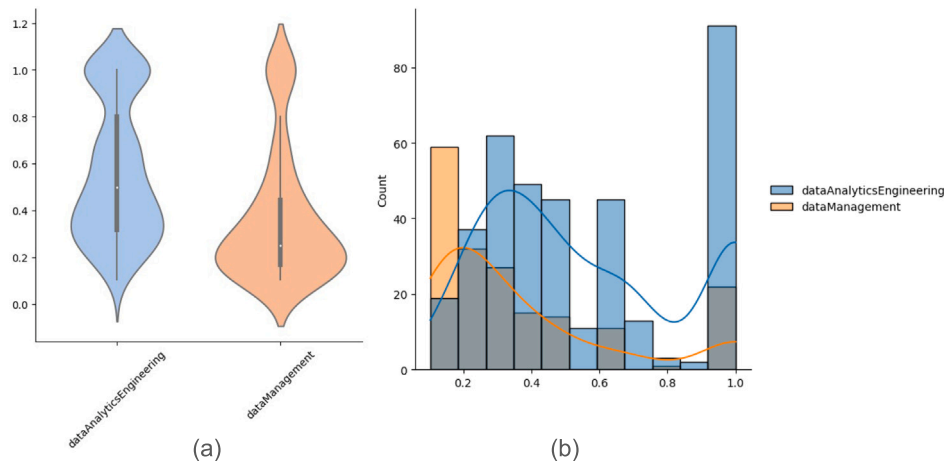 1.2
1.0
0.8
0.6
0.4
0.2
0.0
dataAnalyticsEngineering
dataManagement
(a)
Count
80
60
40
20
0
0.2 0.4 0.6 0.8 1.0
dataAnalyticsEngineering
dataManagement
(b)